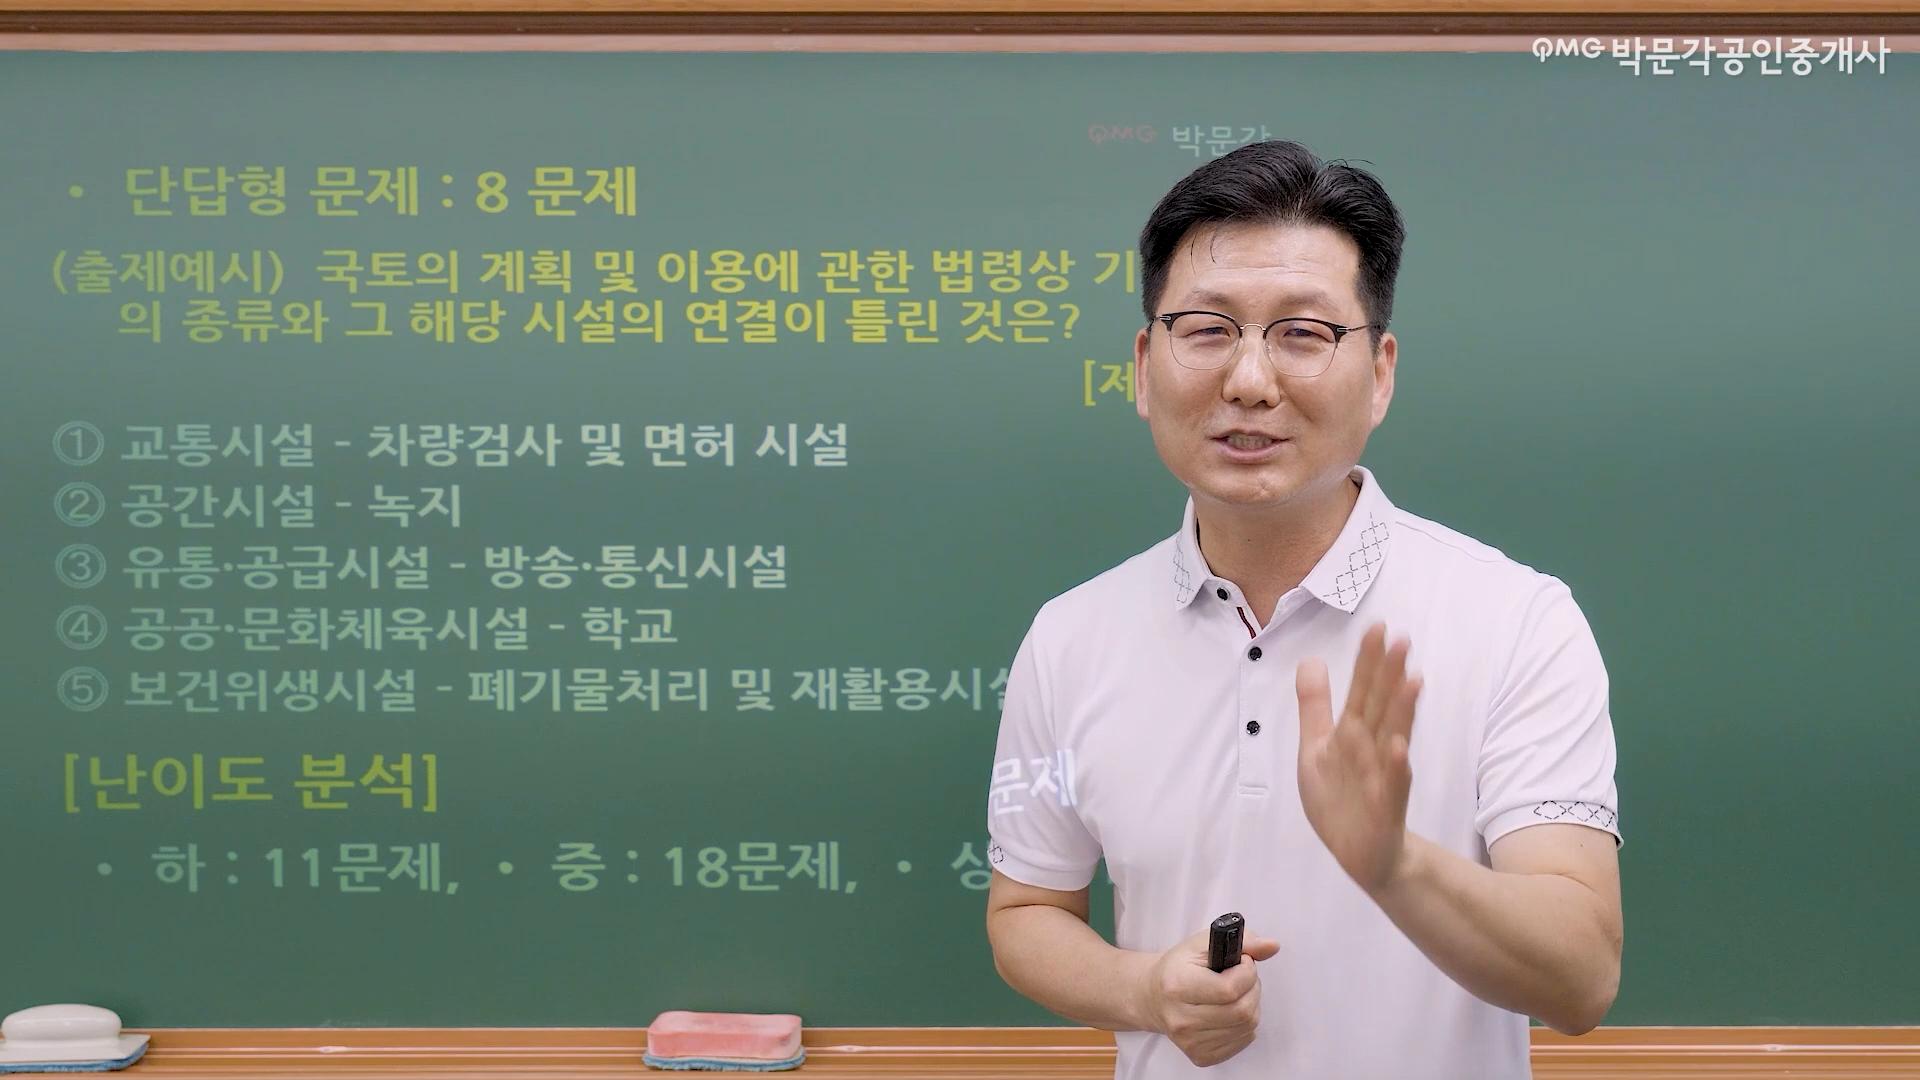 PMG 박문각공인중개사
PMG 박문각
• 단답형 문제 : 8 문제
(출제예시) 국토의 계획 및 이용에 관한 법령상 기
의 종류와 그 해당 시설의 연결이 틀린 것은?
[제
① 교통시설 - 차량검사 및 면허 시설
② 공간시설 - 녹지
③ 유통·공급시설 - 방송·통신시설
④ 공공·문화체육시설 - 학교
⑤ 보건위생시설 - 폐기물처리 및 재활용시설
[난이도 분석]
문제
• 하 : 11문제, • 중 : 18문제, • 상